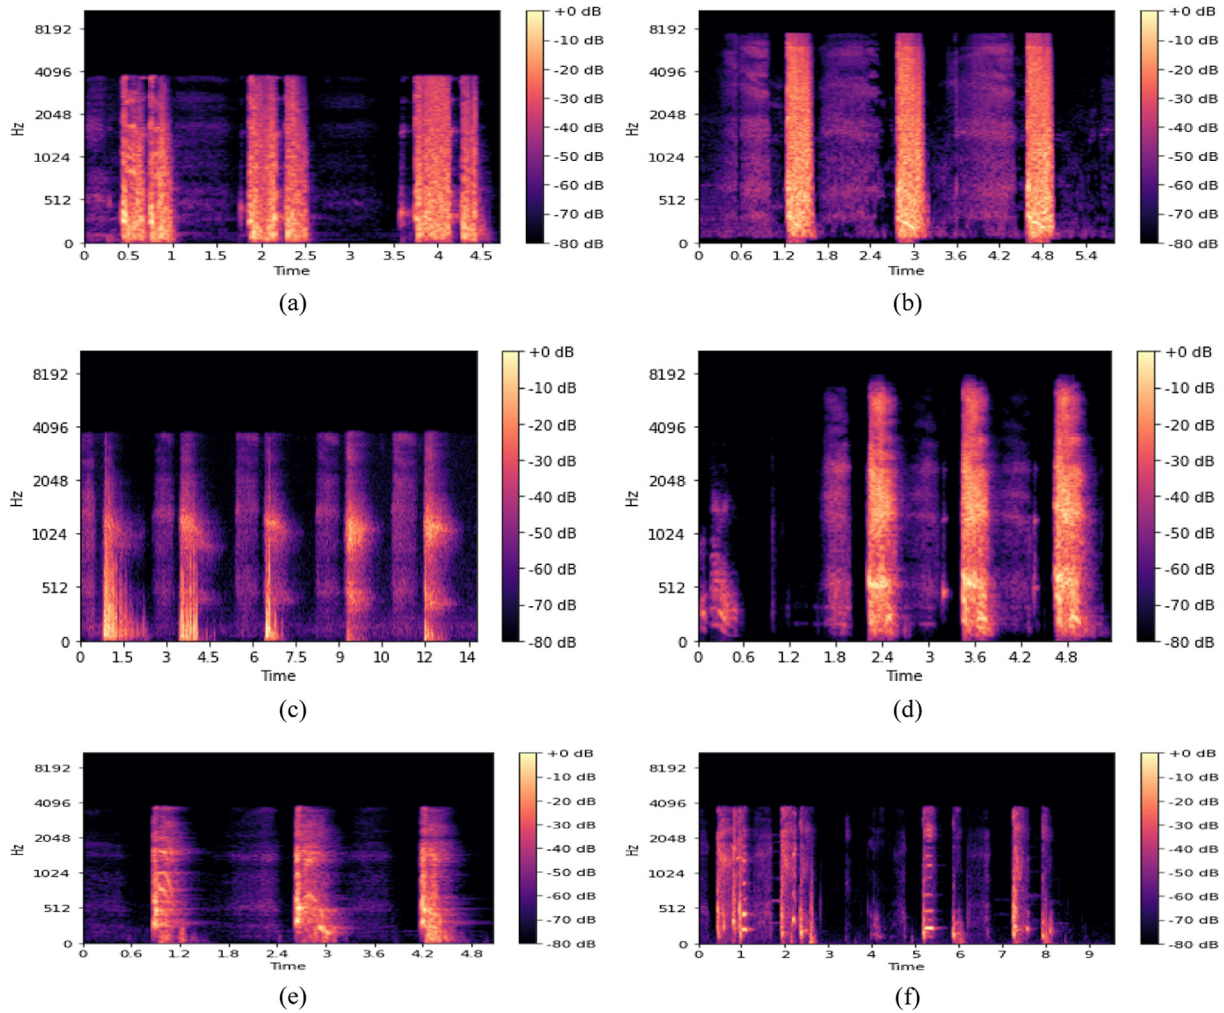 8192
4096
2048
1024
512
0
Hz
0 0.5 1 1.5 2 2.5 3 3.5 4 4.5
Time
+0 dB
-10 dB
-20 dB
-30 dB
-40 dB
-50 dB
-60 dB
-70 dB
-80 dB
(a)
8192
4096
2048
1024
512
0
Hz
0 0.6 1.2 1.8 2.4 3 3.6 4.2 4.8 5.4
Time
+0 dB
-10 dB
-20 dB
-30 dB
-40 dB
-50 dB
-60 dB
-70 dB
-80 dB
(b)
8192
4096
2048
1024
512
0
Hz
0 1.5 3 4.5 6 7.5 9 10 12 14
Time
+0 dB
-10 dB
-20 dB
-30 dB
-40 dB
-50 dB
-60 dB
-70 dB
-80 dB
(c)
8192
4096
2048
1024
512
0
Hz
0 0.6 1.2 1.8 2.4 3 3.6 4.2 4.8
Time
+0 dB
-10 dB
-20 dB
-30 dB
-40 dB
-50 dB
-60 dB
-70 dB
-80 dB
(d)
8192
4096
2048
1024
512
0
Hz
0 0.6 1.2 1.8 2.4 3 3.6 4.2 4.8
Time
+0 dB
-10 dB
-20 dB
-30 dB
-40 dB
-50 dB
-60 dB
-70 dB
-80 dB
(e)
8192
4096
2048
1024
512
0
Hz
0 1 2 3 4 5 6 7 8 9
Time
+0 dB
-10 dB
-20 dB
-30 dB
-40 dB
-50 dB
-60 dB
-70 dB
-80 dB
(f)